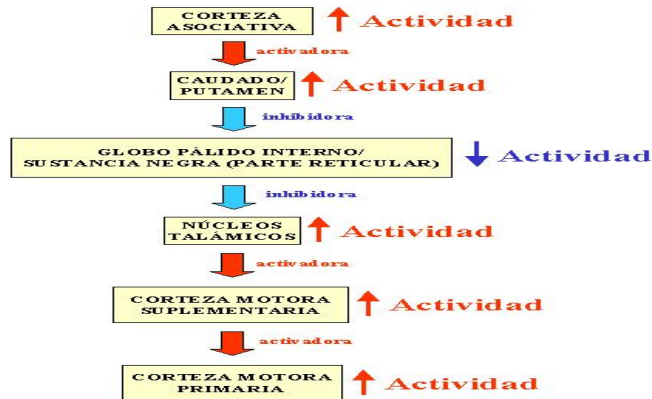 CORTEZA
ASOCIATIVA
Actividad
activadora
CAUDADO/
PUTAMEN
Actividad
inhibidora
GLOBO PÁLIDO INTERNO/
SUSTANCIA NEGRA (PARTE RETICULAR)
Actividad
inhibidora
NÚCLEOS
TALÁMICOS
Actividad
activadora
CORTEZA MOTORA
SUPLEMENTARIA
Actividad
activadora
CORTEZA MOTORA
PRIMARIA
Actividad